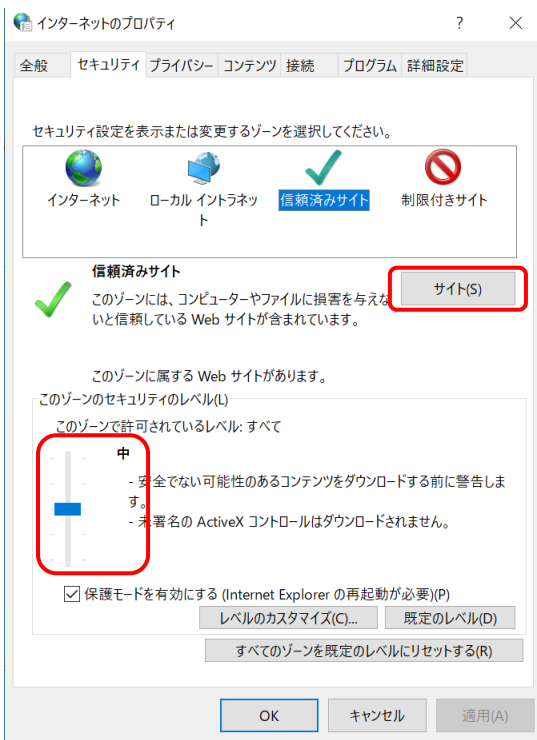 インターネットのプロパティ
?
全般 セキュリティ プライバシー コンテンツ 接続 プログラム 詳細設定
セキュリティ設定を表示または変更するゾーンを選択してください。
インターネット ローカル イントラネッ 信頼済みサイト 制限付きサイト
ト
信頼済みサイト
サイト(S)
このゾーンには、コンピューターやファイルに損害を与えな
いと信頼している Web サイトが含まれています。
このゾーンに属する Web サイトがあります。
このゾーンのセキュリティのレベル(L)
このゾーンで許可されているレベル: すべて
中
- 安全でない可能性のあるコンテンツをダウンロードする前に警告しま
す。
- 未署名の ActiveX コントロールはダウンロードされません。
保護モードを有効にする (Internet Explorer の再起動が必要)(P)
レベルのカスタマイズ(C)... 既定のレベル(D)
すべてのゾーンを既定のレベルにリセットする(R)
OK キャンセル 適用(A)